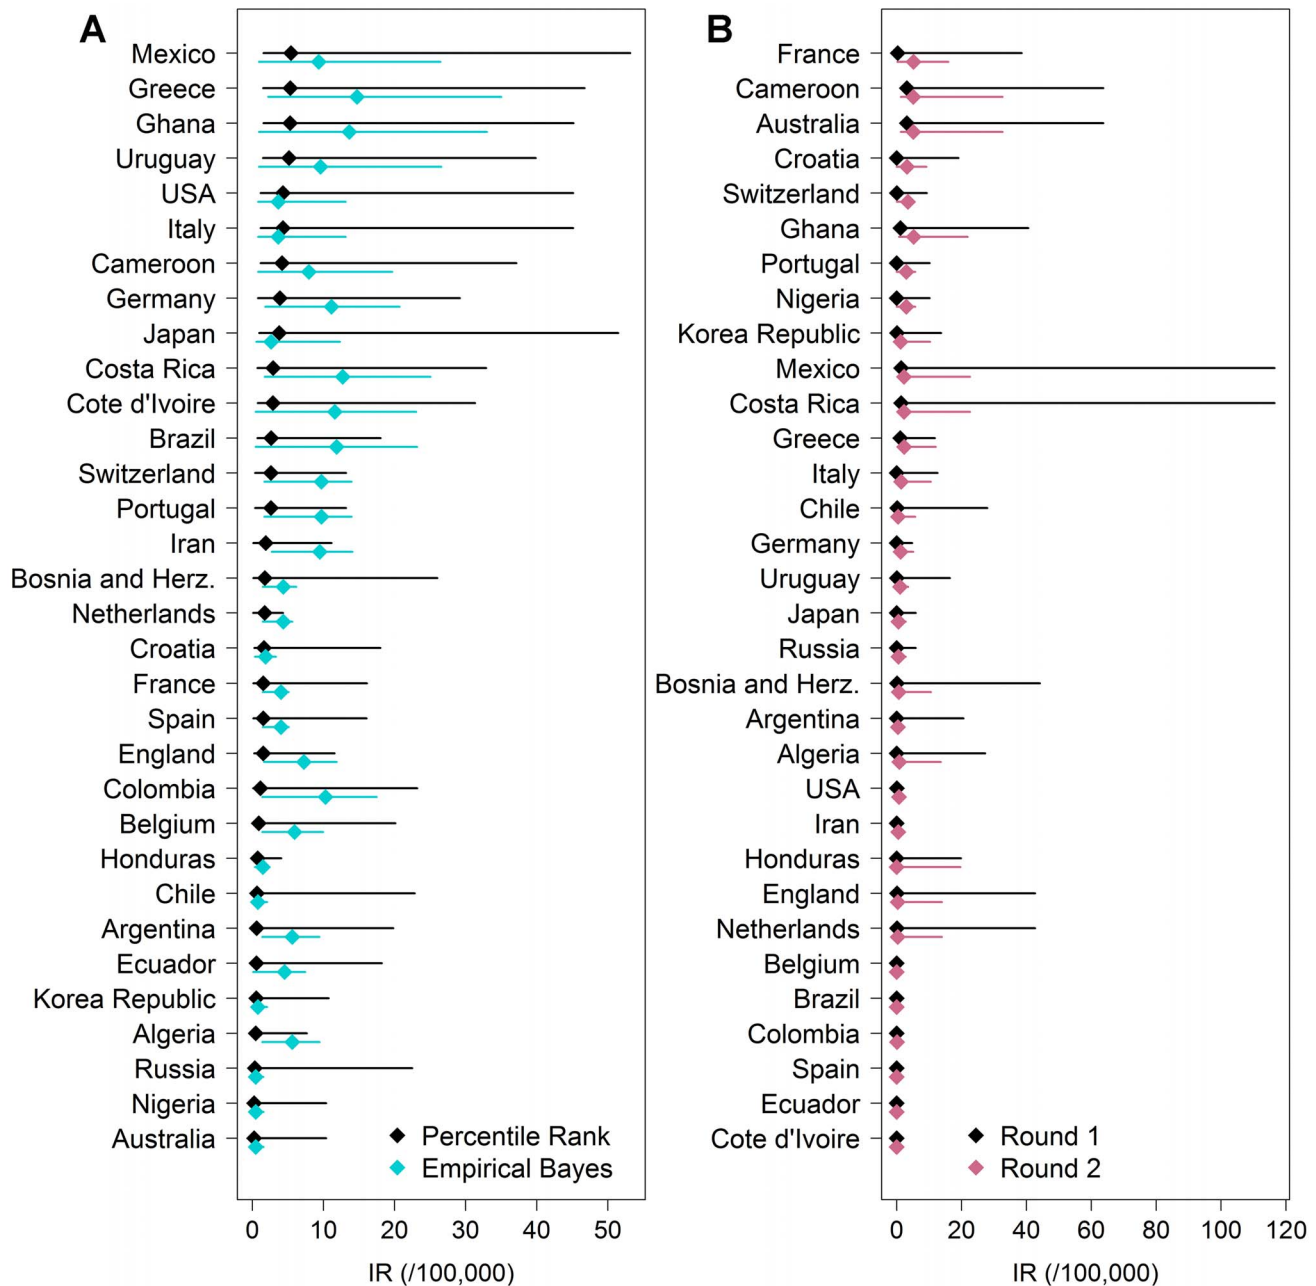 A
Mexico
Greece
Ghana
Uruguay
USA
Italy
Cameroon
Germany
Japan
Costa Rica
Cote d'Ivoire
Brazil
Switzerland
Portugal
Iran
Bosnia and Herz.
Netherlands
Croatia
France
Spain
England
Colombia
Belgium
Honduras
Chile
Argentina
Ecuador
Korea Republic
Algeria
Russia
Nigeria
Australia
Percentile Rank
Empirical Bayes
0 10 20 30 40 50
IR (/100,000)
B
France
Cameroon
Australia
Croatia
Switzerland
Ghana
Portugal
Nigeria
Korea Republic
Mexico
Costa Rica
Greece
Italy
Chile
Germany
Uruguay
Japan
Russia
Bosnia and Herz.
Argentina
Algeria
USA
Iran
Honduras
England
Netherlands
Belgium
Brazil
Colombia
Spain
Ecuador
Cote d'Ivoire
Round 1
Round 2
0 20 40 60 80 100 120
IR (/100,000)